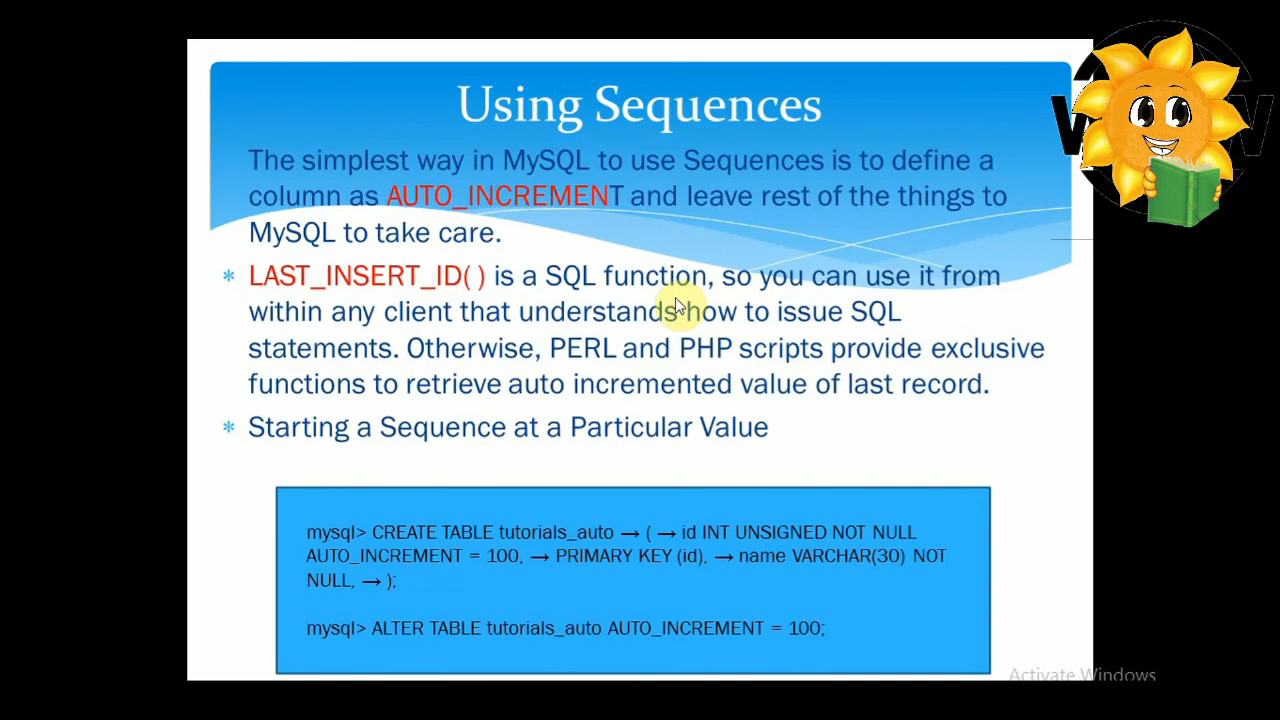 Using Sequences
The simplest way in MySQL to use Sequences is to define a
column as AUTO_INCREMENT and leave rest of the things to
MySQL to take care.
* LAST_INSERT_ID( ) is a SQL function, so you can use it from
within any client that understands how to issue SQL
statements. Otherwise, PERL and PHP scripts provide exclusive
functions to retrieve auto incremented value of last record.
* Starting a Sequence at a Particular Value
mysql> CREATE TABLE tutorials_auto → ( → id INT UNSIGNED NOT NULL
AUTO_INCREMENT = 100, → PRIMARY KEY (id), → name VARCHAR(30) NOT
NULL, → );
mysql> ALTER TABLE tutorials_auto AUTO_INCREMENT = 100;
Activate Windows